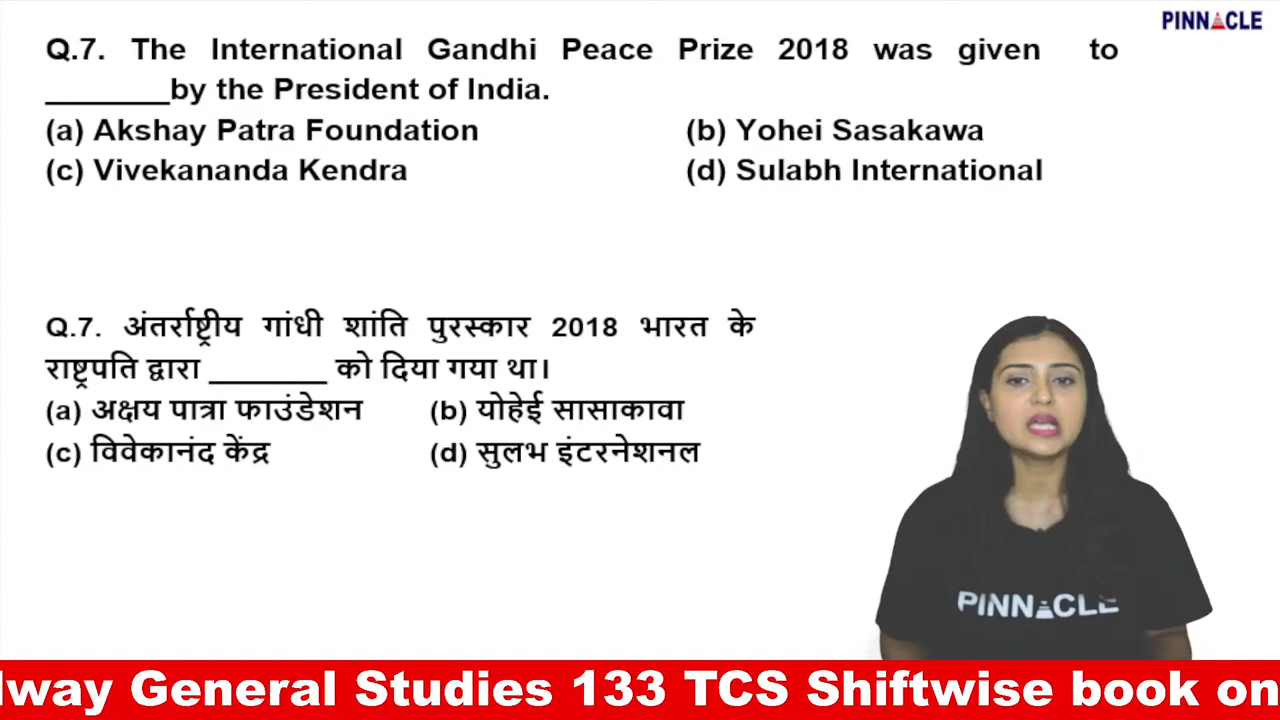 PINNACLE
Q.7. The International Gandhi Peace Prize 2018 was given to
_______by the President of India.
(a) Akshay Patra Foundation (b) Yohei Sasakawa
(c) Vivekananda Kendra (d) Sulabh International
Q.7. अंतर्राष्ट्रीय गांधी शांति पुरस्कार 2018 भारत के
राष्ट्रपति द्वारा _______ को दिया गया था।
(a) अक्षय पात्रा फाउंडेशन (b) योहेई सासाकावा
(c) विवेकानंद केंद्र (d) सुलभ इंटरनेशनल
PINNACLE
lway General Studies 133 TCS Shiftwise book on